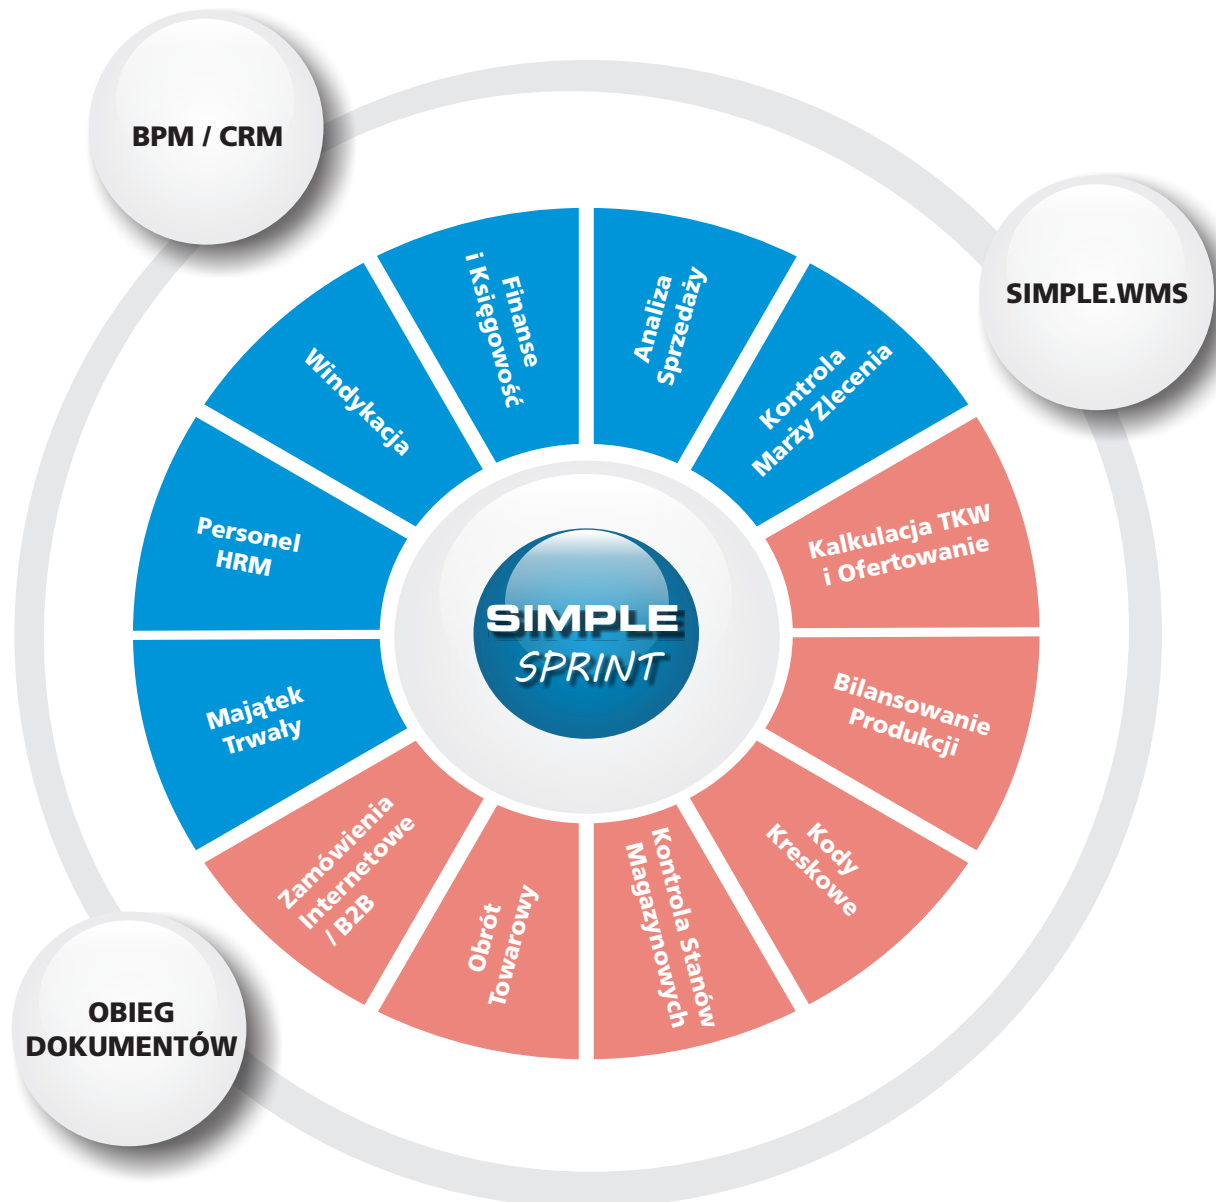 BPM / CRM
SIMPLE.WMS
Finanse
i Księgowość
Analiza
Sprzedaży
Kontrola
Marży Zlecenia
Windykacja
Personel
HRM
Kalkulacja TKW
i Ofertowanie
SIMPLE
SPRINT
Majątek
Trwały
Bilansowanie
Produkcji
Zamówienia
Internetowe
/ B2B
Obrót
Towarowy
Kontrola Stanów
Magazynowych
Kody
Kreskowe
OBIEG
DOKUMENTÓW